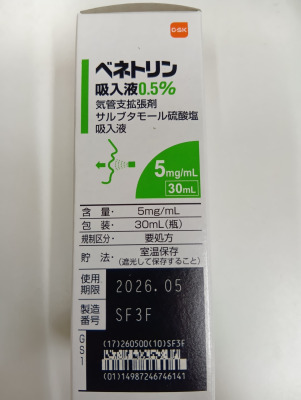 GSK
ベネトリン
吸入液0.5%
気管支拡張剤
サルブタモール硫酸塩
吸入液
5mg/mL
30mL
含量・ 5mg/mL
包装・ 30mL(瓶)
規制区分・ 要処方
貯法・ 室温保存
(遮光して保存すること)
使用
期限 2026.05
製造
番号 SF3F
GS1
(17)260500(10)SF3F
(01)14987246746141